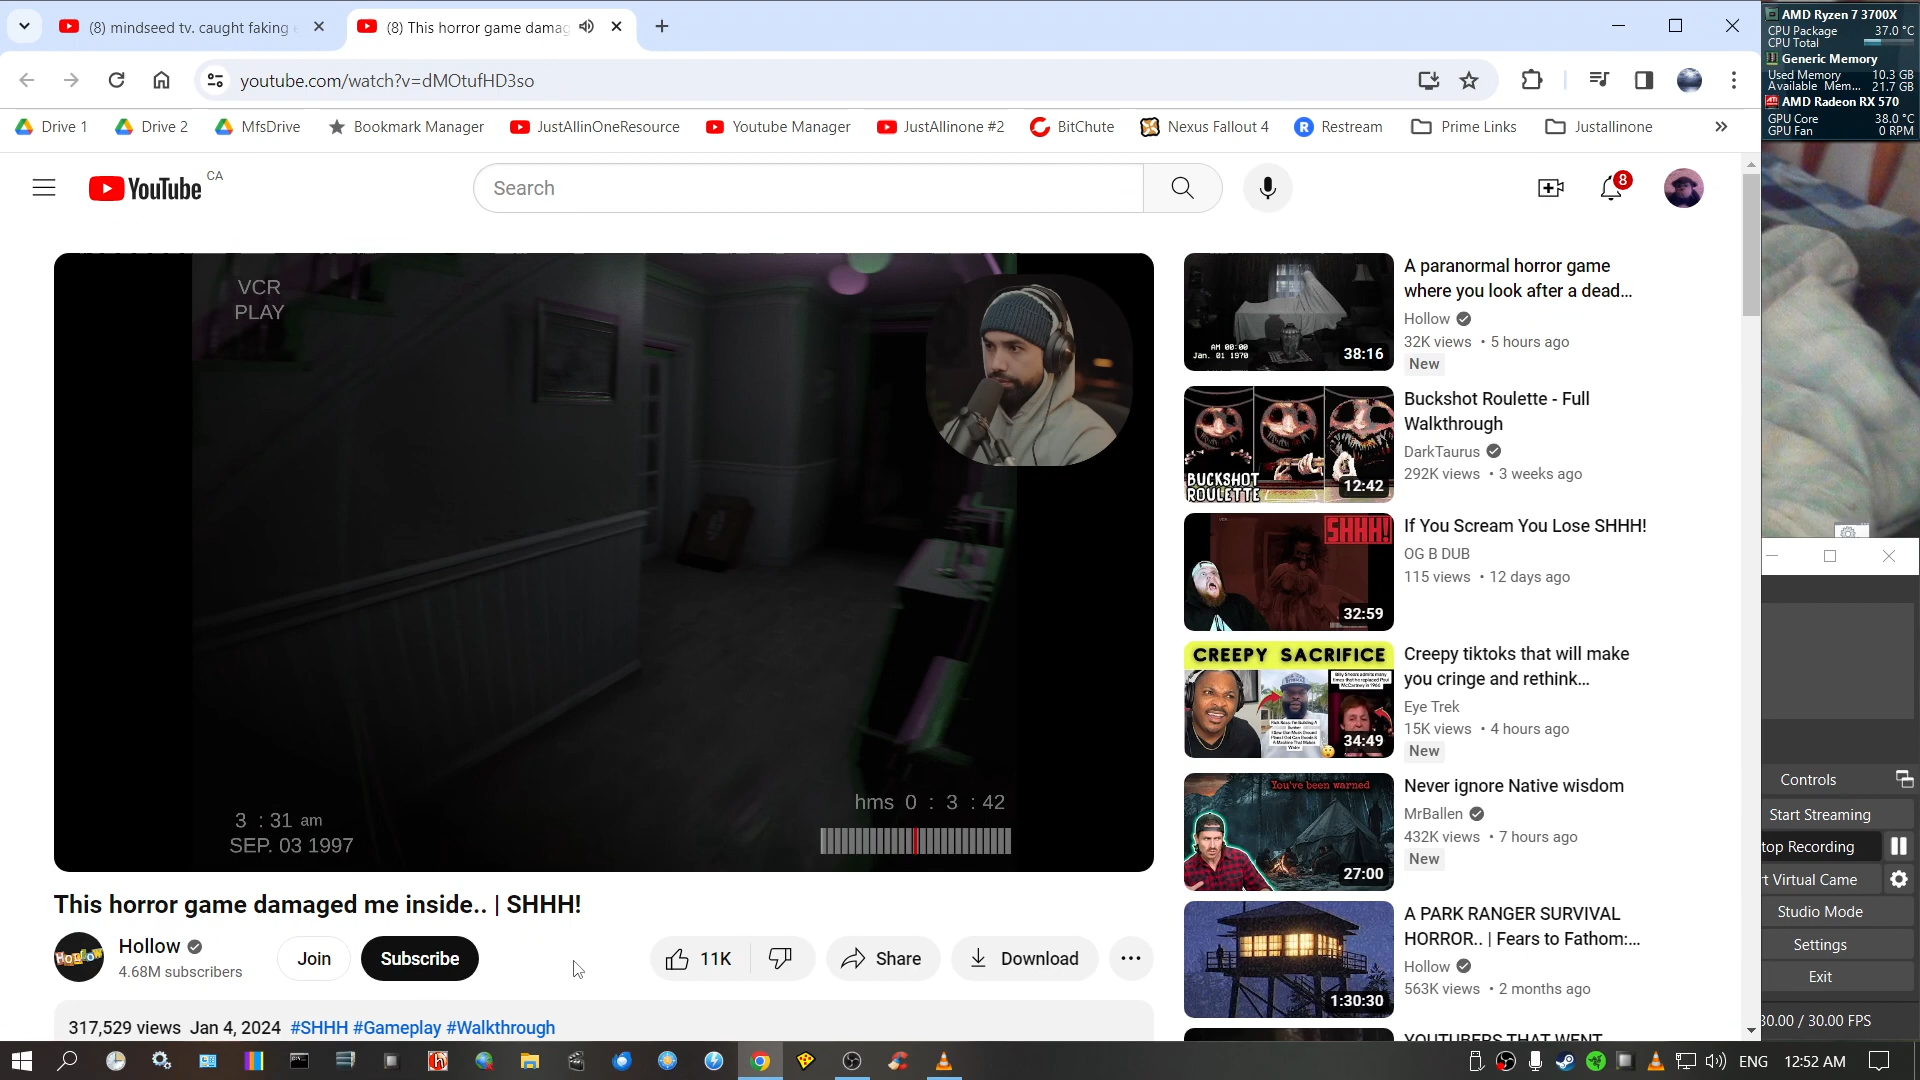 (8) mindseed tv. caught faking
(8) This horror game damag
youtube.com/watch?v=dMOtufHD3so
Drive 1
Drive 2
MfsDrive
Bookmark Manager
JustAllinOneResource
Youtube Manager
JustAllinone #2
BitChute
Nexus Fallout 4
Restream
Prime Links
Justallinone
AMD Ryzen 7 3700X
CPU Package 37.0 °C
CPU Total
Generic Memory
Used Memory 10.3 GB
Available Mem... 21.7 GB
AMD Radeon RX 570
GPU Core 38.0 °C
GPU Fan 0 RPM
YouTube CA
Search
8
VCR
PLAY
hms 0 : 3 : 42
3 : 31 am
SEP. 03 1997
This horror game damaged me inside.. | SHHH!
Hollow
4.68M subscribers
Join
Subscribe
11K
Share
Download
317,529 views Jan 4, 2024 #SHHH #Gameplay #Walkthrough
AM 00:00
Jan. 01 1970
38:16
A paranormal horror game
where you look after a dead...
Hollow
32K views • 5 hours ago
New
BUCKSHOT
ROULETTE
12:42
Buckshot Roulette - Full
Walkthrough
DarkTaurus
292K views • 3 weeks ago
SHHH!
32:59
If You Scream You Lose SHHH!
OG B DUB
115 views • 12 days ago
CREEPY SACRIFICE
34:49
Creepy tiktoks that will make
you cringe and rethink...
Eye Trek
15K views • 4 hours ago
New
You've been warned
27:00
Never ignore Native wisdom
MrBallen
432K views • 7 hours ago
New
1:30:30
A PARK RANGER SURVIVAL
HORROR.. | Fears to Fathom:...
Hollow
563K views • 2 months ago
YOUTUBERS THAT WENT
Controls
Start Streaming
top Recording
rt Virtual Came
Studio Mode
Settings
Exit
30.00 / 30.00 FPS
ENG
12:52 AM